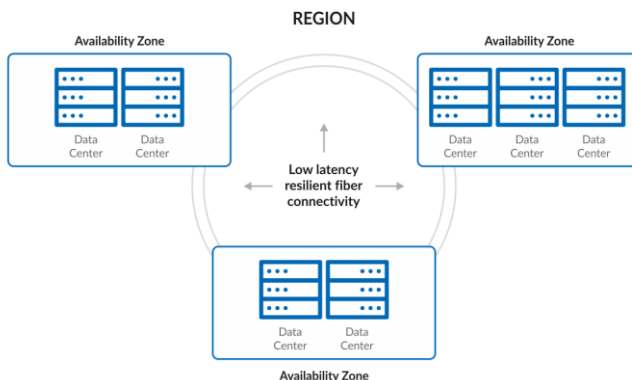 REGION
Availability Zone
Availability Zone
Data
Center
Data
Center
Data
Center
Data
Center
Data
Center
Low latency
resilient fiber
connectivity
Data
Center
Data
Center
Availability Zone